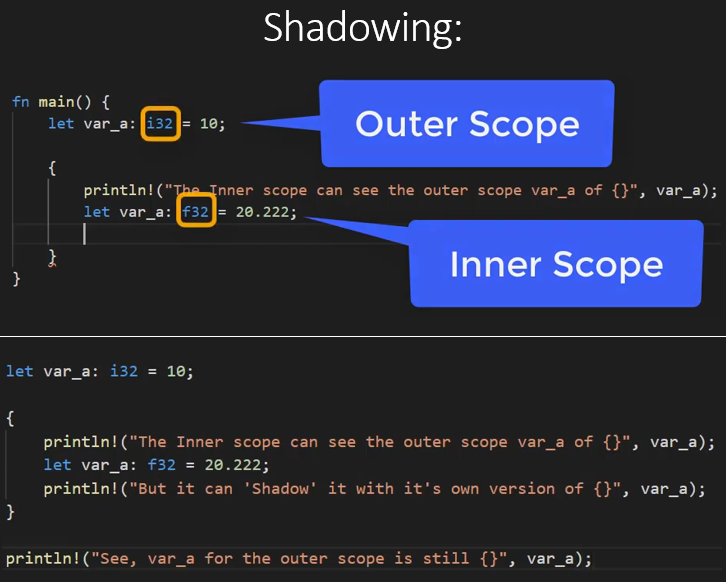 Shadowing:
fn main() {
let var_a: i32 = 10;
Outer Scope
{
println!("The Inner scope can see the outer scope var_a of {}", var_a);
let var_a: f32 = 20.222;
Inner Scope
}
}
let var_a: i32 = 10;
{
println!("The Inner scope can see the outer scope var_a of {}", var_a);
let var_a: f32 = 20.222;
println!("But it can 'Shadow' it with it's own version of {}", var_a);
}
println!("See, var_a for the outer scope is still {}", var_a);